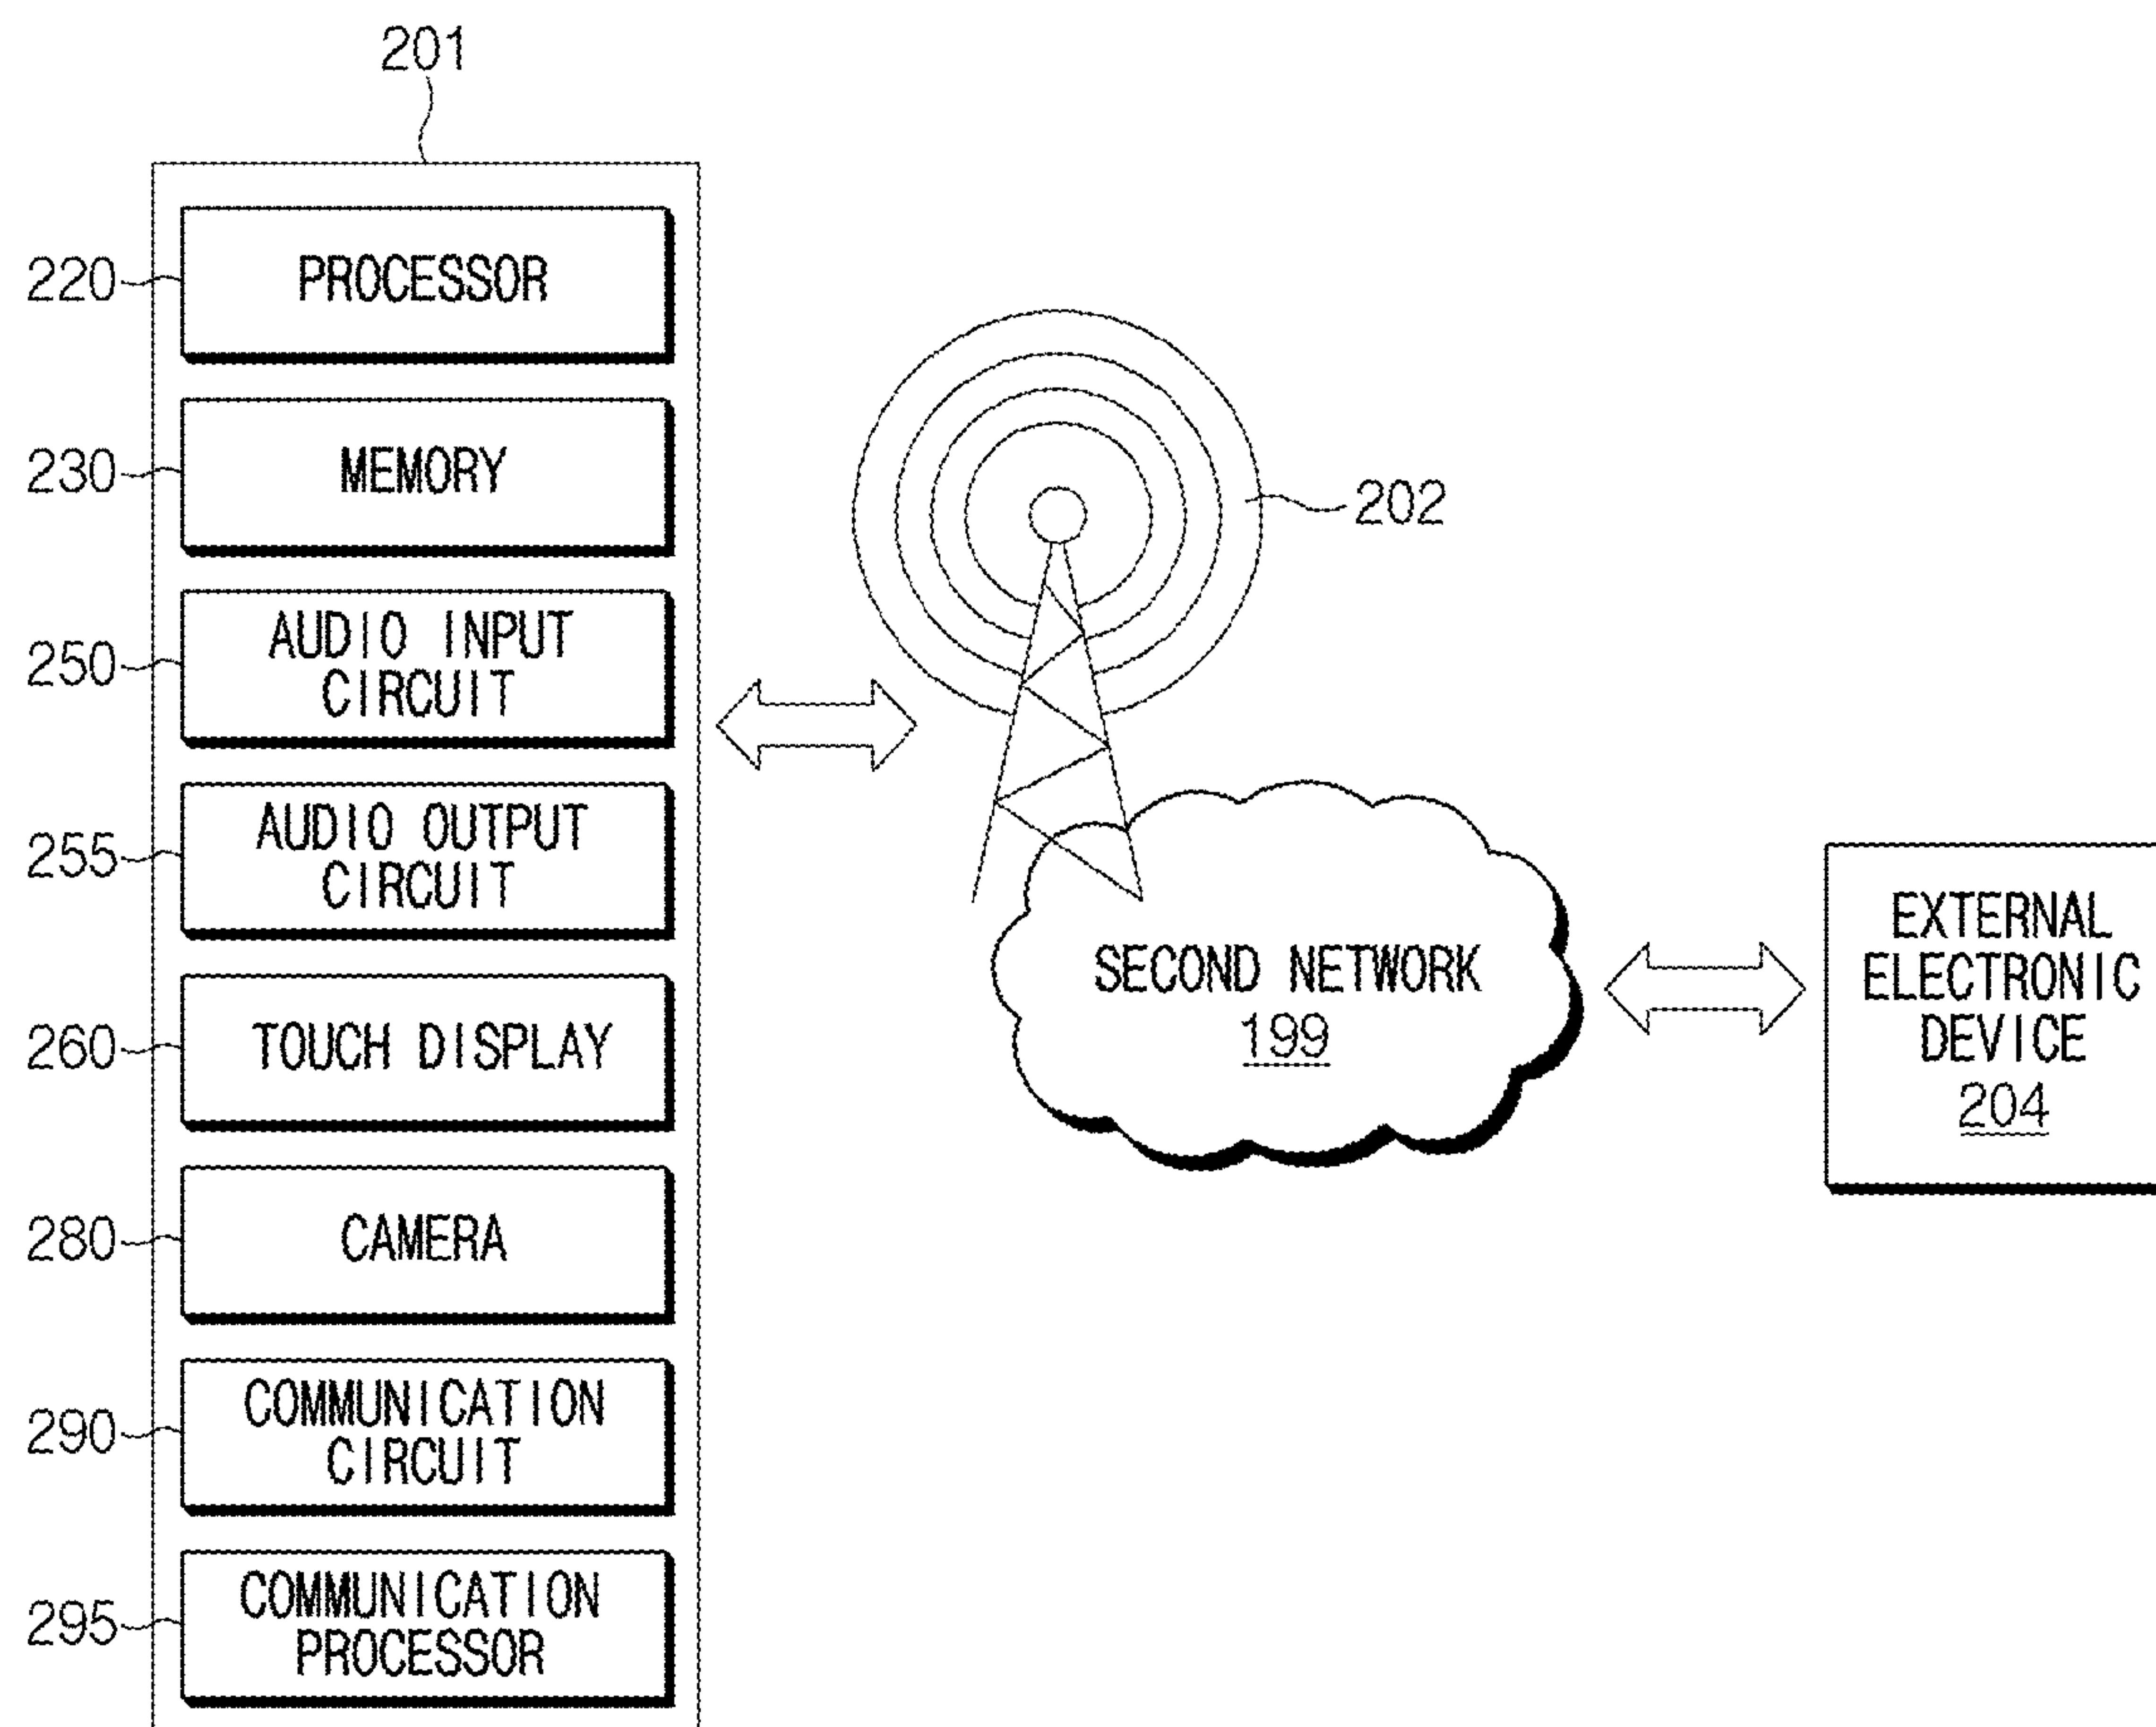 201
220
PROCESSOR
230
MEMORY
202
250
AUDIO INPUT
CIRCUIT
255
AUDIO OUTPUT
CIRCUIT
260
TOUCH DISPLAY
SECOND NETWORK
199
EXTERNAL
ELECTRONIC
DEVICE
204
280
CAMERA
290
COMMUNICATION
CIRCUIT
295
COMMUNICATION
PROCESSOR